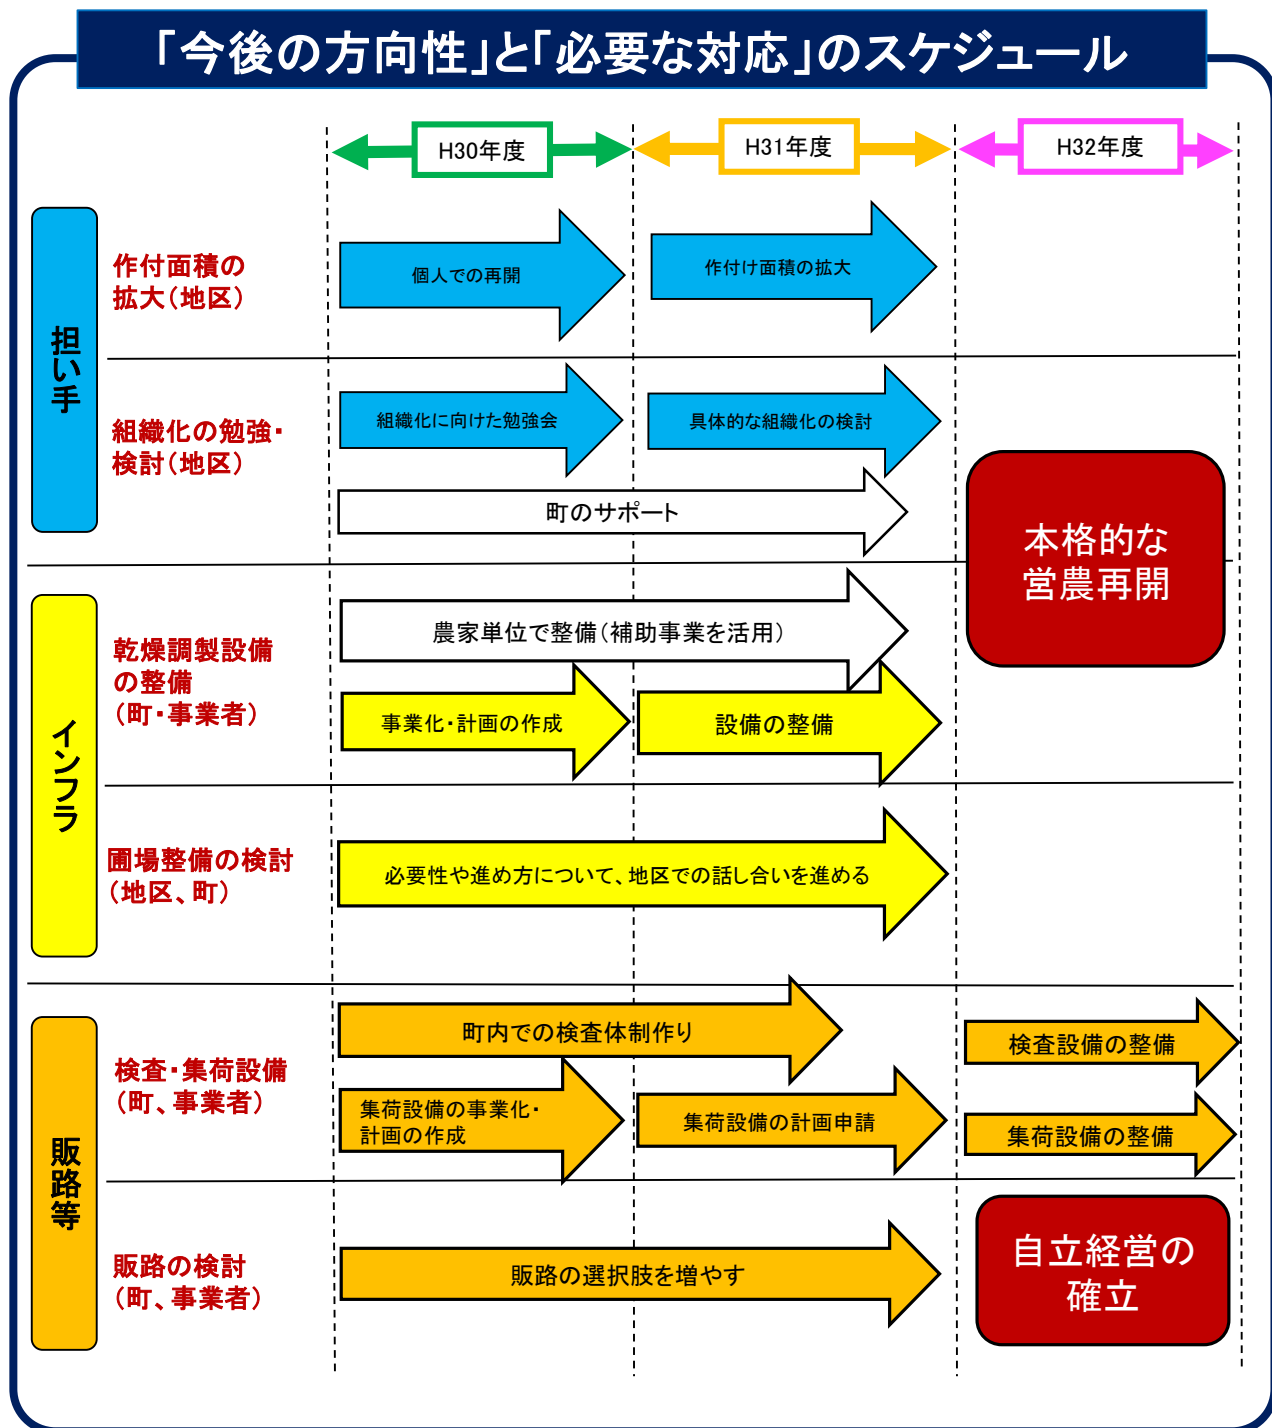 「今後の方向性」と「必要な対応」のスケジュール
H30年度
H31年度
H32年度
担い手
作付面積の
拡大(地区)
個人での再開
作付け面積の拡大
組織化の勉強・
検討(地区)
組織化に向けた勉強会
具体的な組織化の検討
町のサポート
本格的な
営農再開
インフラ
乾燥調製設備
の整備
(町・事業者)
農家単位で整備(補助事業を活用)
事業化・計画の作成
設備の整備
圃場整備の検討
(地区、町)
必要性や進め方について、地区での話し合いを進める
販路等
検査・集荷設備
(町、事業者)
町内での検査体制作り
検査設備の整備
集荷設備の事業化・
計画の作成
集荷設備の計画申請
集荷設備の整備
販路の検討
(町、事業者)
販路の選択肢を増やす
自立経営の
確立